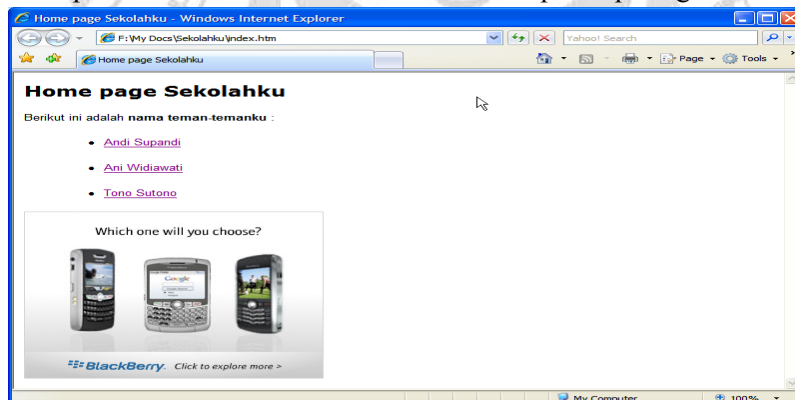 Home page Sekolahku - Windows Internet Explorer
F:\My Docs\Sekolahku\index.htm
Yahoo! Search
Home page Sekolahku
Page
Tools
Home page Sekolahku
Berikut ini adalah nama teman-temanku :
Andi Supandi
Ani Widiawati
Tono Sutono
Which one will you choose?
Google
BlackBerry. Click to explore more >
My Computer
100%